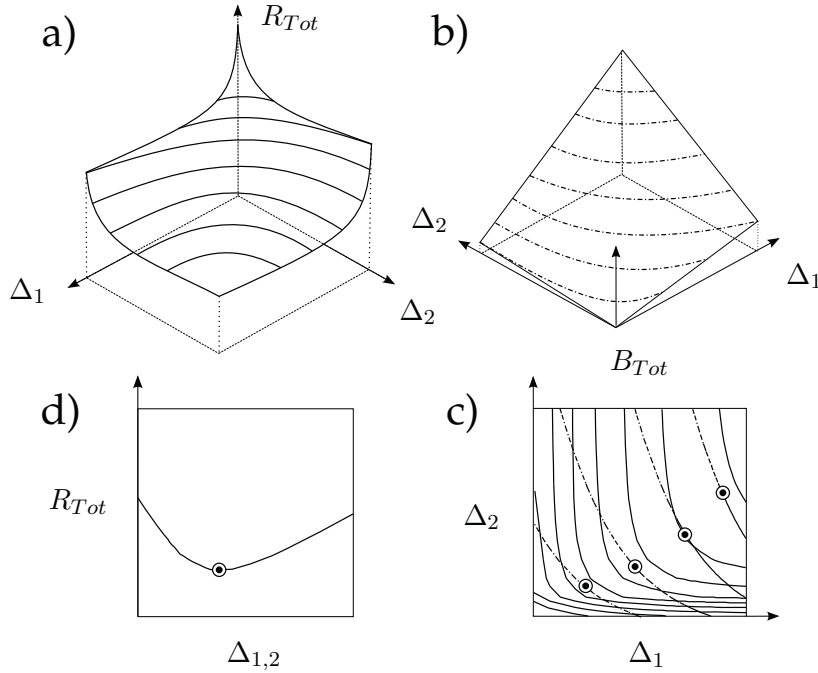 a)
R_{Tot}
Δ_1
Δ_2
b)
Δ_2
Δ_1
B_{Tot}
d)
R_{Tot}
Δ_{1,2}
c)
Δ_2
Δ_1